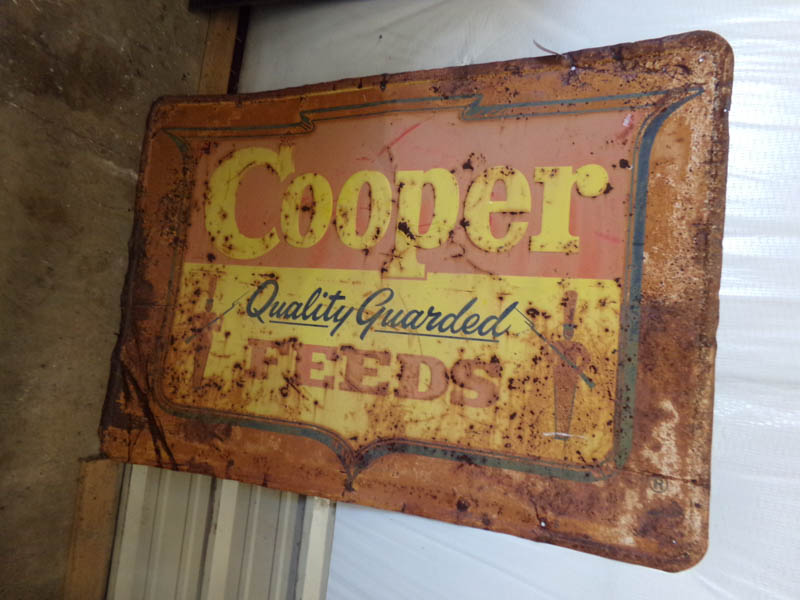 Cooper
Quality Guarded
FEEDS
®